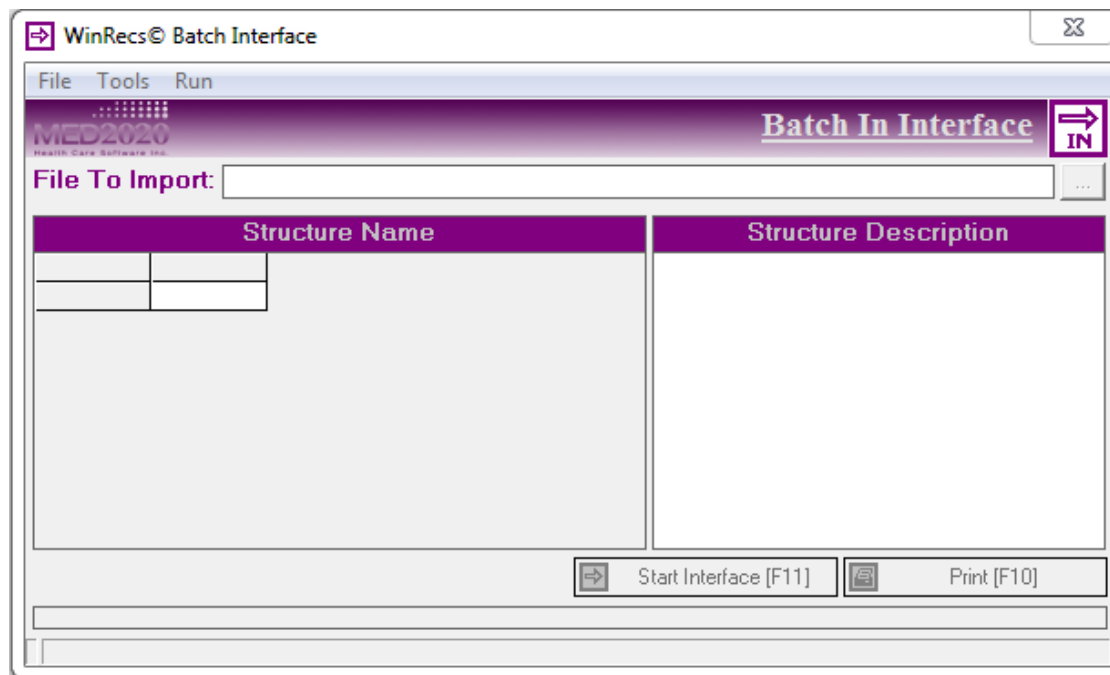 WinRecs© Batch Interface
File Tools Run
MED2020
Health Care Software Inc.
Batch In Interface
IN
File To Import:
...
Structure Name
Structure Description
Start Interface [F11]
Print [F10]